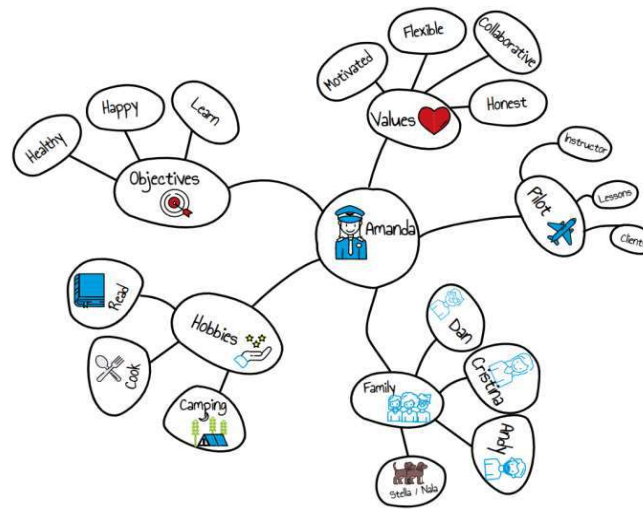 Amanda
Values
Motivated
Flexible
Collaborative
Honest
Pilot
Instructor
Lessons
Clients
Family
Dan
Cristina
Andy
Stella / Nala
Hobbies
Camping
Cook
Read
Objectives
Healthy
Happy
Learn